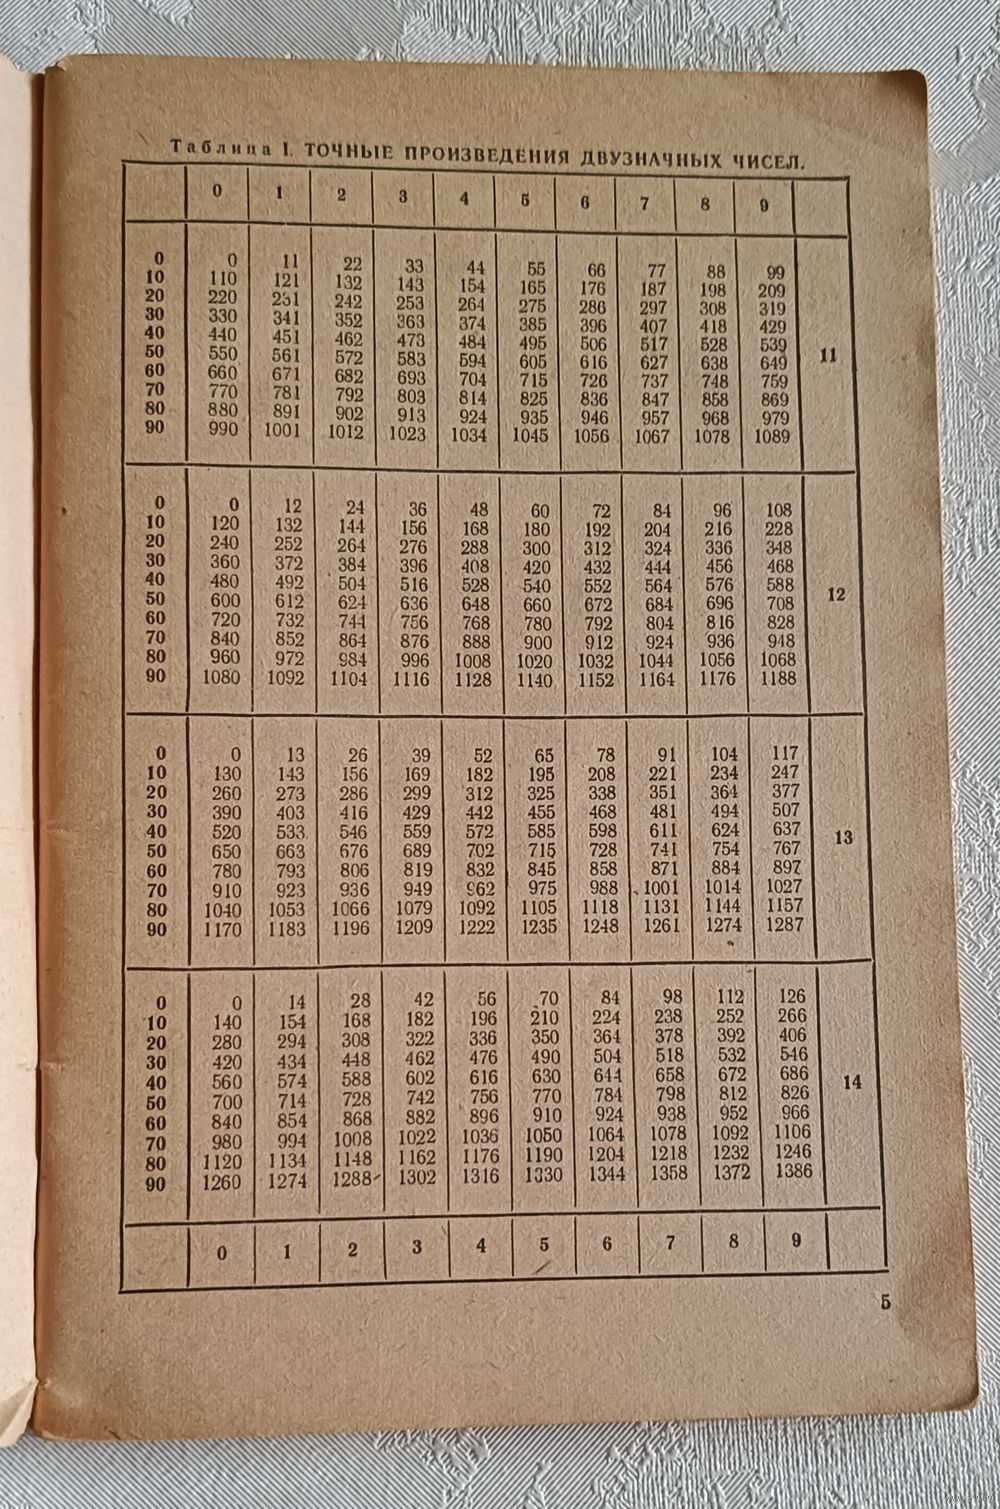 Таблица I. ТОЧНЫЕ ПРОИЗВЕДЕНИЯ ДВУЗНАЧНЫХ ЧИСЕЛ.
0 1 2 3 4 5 6 7 8 9
0 0 11 22 33 44 55 66 77 88 99
10 110 121 132 143 154 165 176 187 198 209
20 220 231 242 253 264 275 286 297 308 319
30 330 341 352 363 374 385 396 407 418 429
40 440 451 462 473 484 495 506 517 528 539
50 550 561 572 583 594 605 616 627 638 649
11
60 660 671 682 693 704 715 726 737 748 759
70 770 781 792 803 814 825 836 847 858 869
80 880 891 902 913 924 935 946 957 968 979
90 990 1001 1012 1023 1034 1045 1056 1067 1078 1089
0 0 12 24 36 48 60 72 84 96 108
10 120 132 144 156 168 180 192 204 216 228
20 240 252 264 276 288 300 312 324 336 348
30 360 372 384 396 408 420 432 444 456 468
40 480 492 504 516 528 540 552 564 576 588
12
50 600 612 624 636 648 660 672 684 696 708
60 720 732 744 756 768 780 792 804 816 828
70 840 852 864 876 888 900 912 924 936 948
80 960 972 984 996 1008 1020 1032 1044 1056 1068
90 1080 1092 1104 1116 1128 1140 1152 1164 1176 1188
0 0 13 26 39 52 65 78 91 104 117
10 130 143 156 169 182 195 208 221 234 247
20 260 273 286 299 312 325 338 351 364 377
30 390 403 416 429 442 455 468 481 494 507
40 520 533 546 559 572 585 598 611 624 637
13
50 650 663 676 689 702 715 728 741 754 767
60 780 793 806 819 832 845 858 871 884 897
70 910 923 936 949 962 975 988 1001 1014 1027
80 1040 1053 1066 1079 1092 1105 1118 1131 1144 1157
90 1170 1183 1196 1209 1222 1235 1248 1261 1274 1287
0 0 14 28 42 56 70 84 98 112 126
10 140 154 168 182 196 210 224 238 252 266
20 280 294 308 322 336 350 364 378 392 406
30 420 434 448 462 476 490 504 518 532 546
40 560 574 588 602 616 630 644 658 672 686
14
50 700 714 728 742 756 770 784 798 812 826
60 840 854 868 882 896 910 924 938 952 966
70 980 994 1008 1022 1036 1050 1064 1078 1092 1106
80 1120 1134 1148 1162 1176 1190 1204 1218 1232 1246
90 1260 1274 1288 1302 1316 1330 1344 1358 1372 1386
0 1 2 3 4 5 6 7 8 9
5